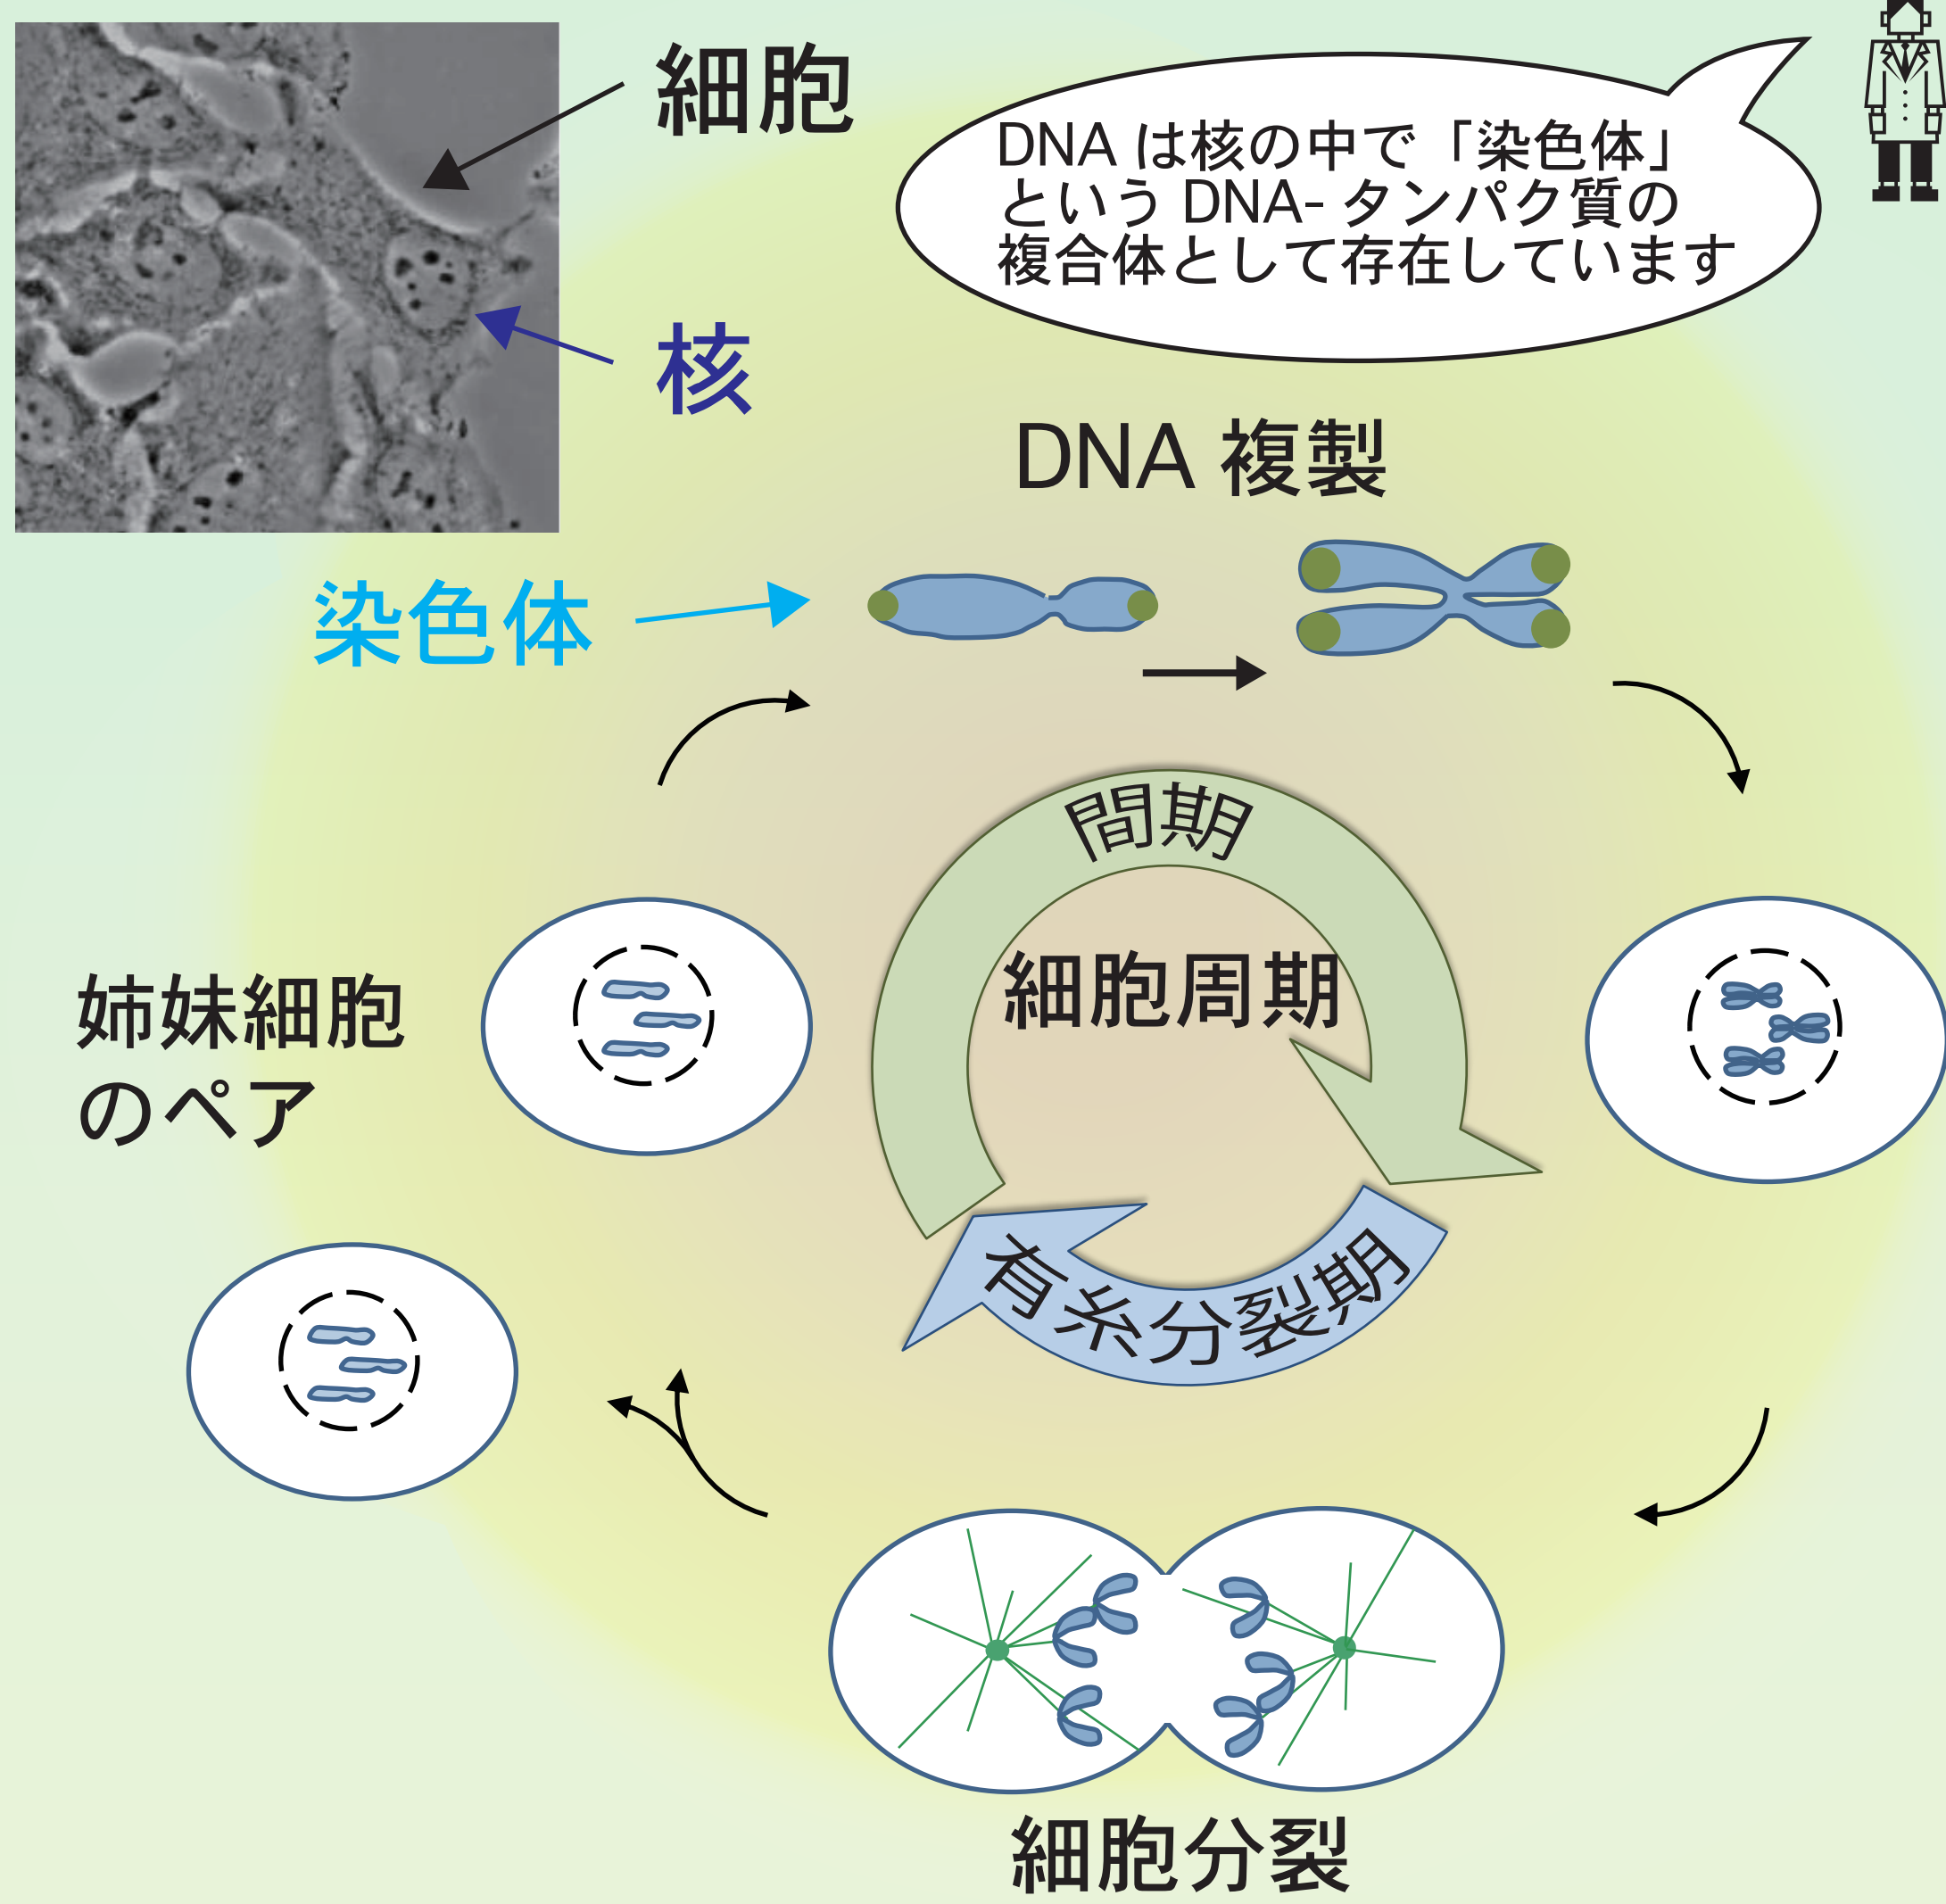 細胞
DNA は核の中で「染色体」
という DNA- タンパク質の
複合体として存在しています
核
DNA 複製
染色体
間期
細胞周期
姉妹細胞
のペア
有糸分裂期
細胞分裂